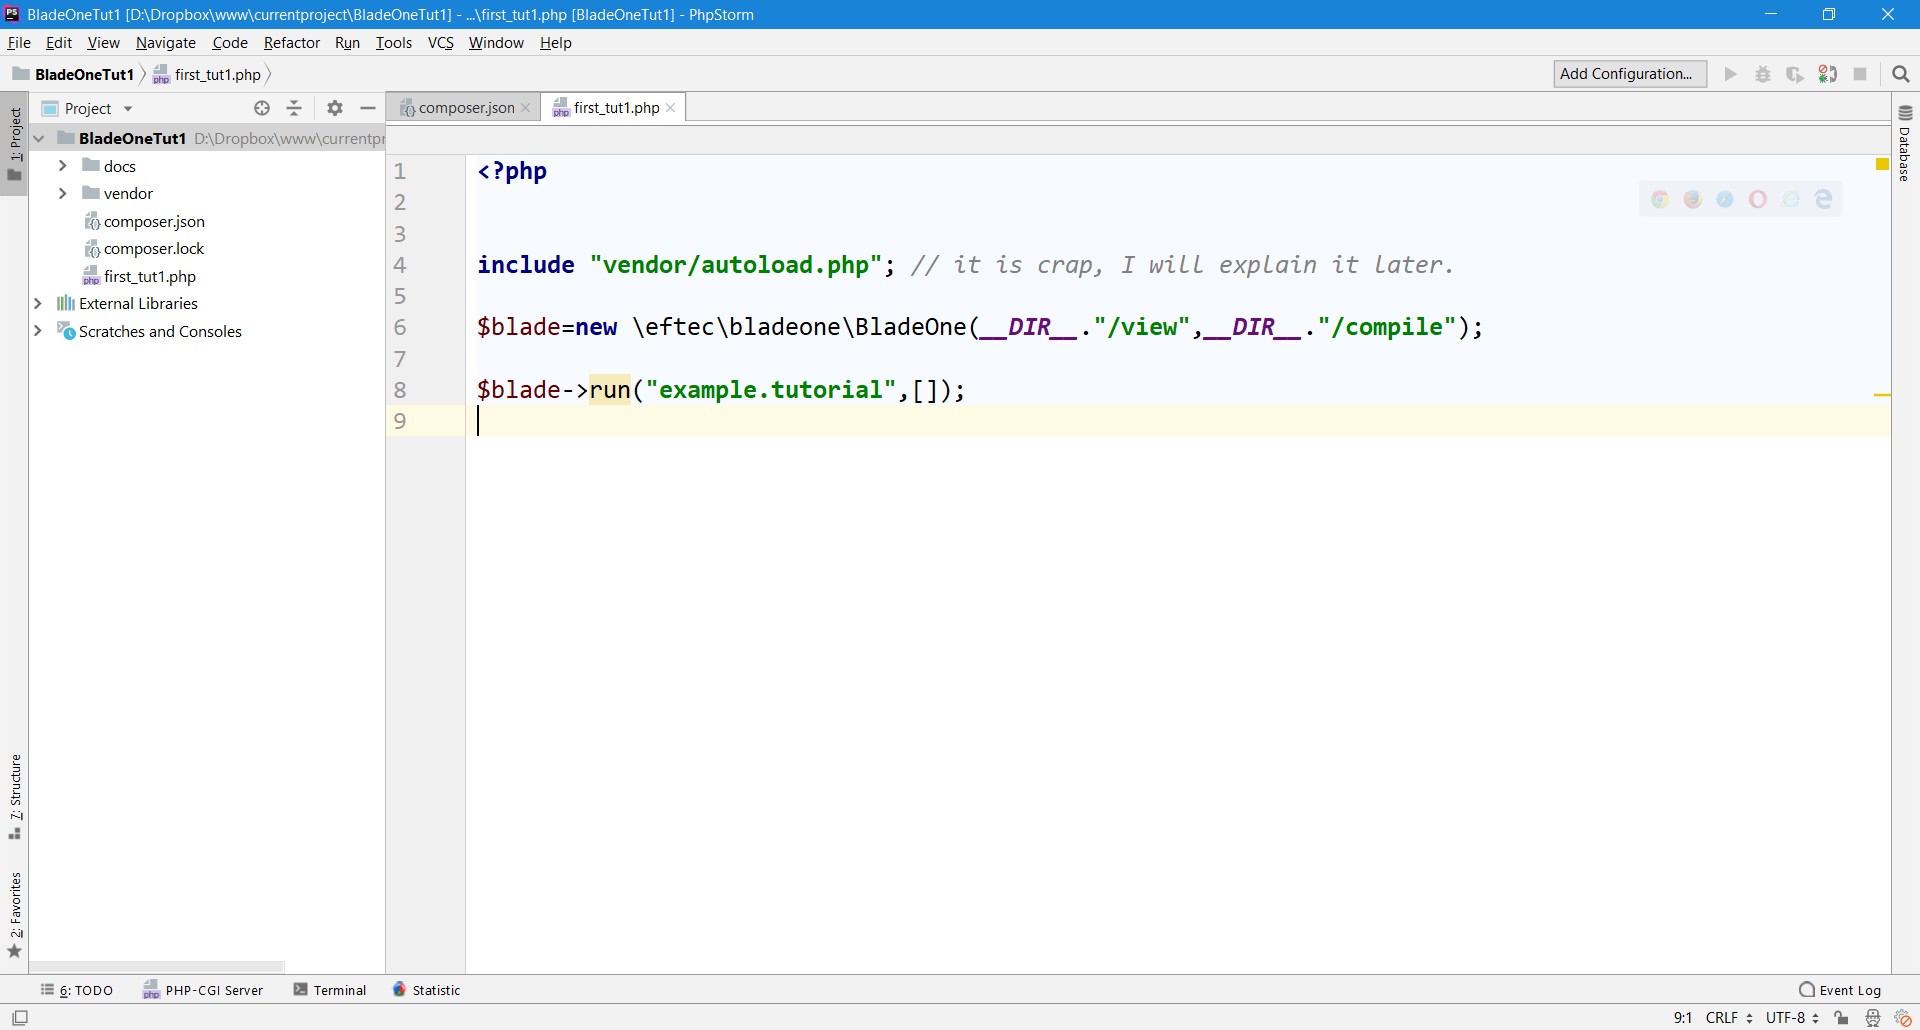 BladeOneTut1 [D:\Dropbox\www\currentproject\BladeOneTut1] - ...\first_tut1.php [BladeOneTut1] - PhpStorm
File Edit View Navigate Code Refactor Run Tools VCS Window Help
BladeOneTut1 first_tut1.php Add Configuration...
1: Project
Project
composer.json first_tut1.php
BladeOneTut1 D:\Dropbox\www\currentpr
docs
vendor
composer.json
composer.lock
first_tut1.php
External Libraries
Scratches and Consoles
1 <?php
2
3
4 include "vendor/autoload.php"; // it is crap, I will explain it later.
5
6 $blade=new \eftec\bladeone\BladeOne(__DIR__."/view",__DIR__."/compile");
7
8 $blade->run("example.tutorial",[]);
9
Database
7: Structure
2: Favorites
6: TODO PHP-CGI Server Terminal Statistic Event Log
9:1 CRLF UTF-8